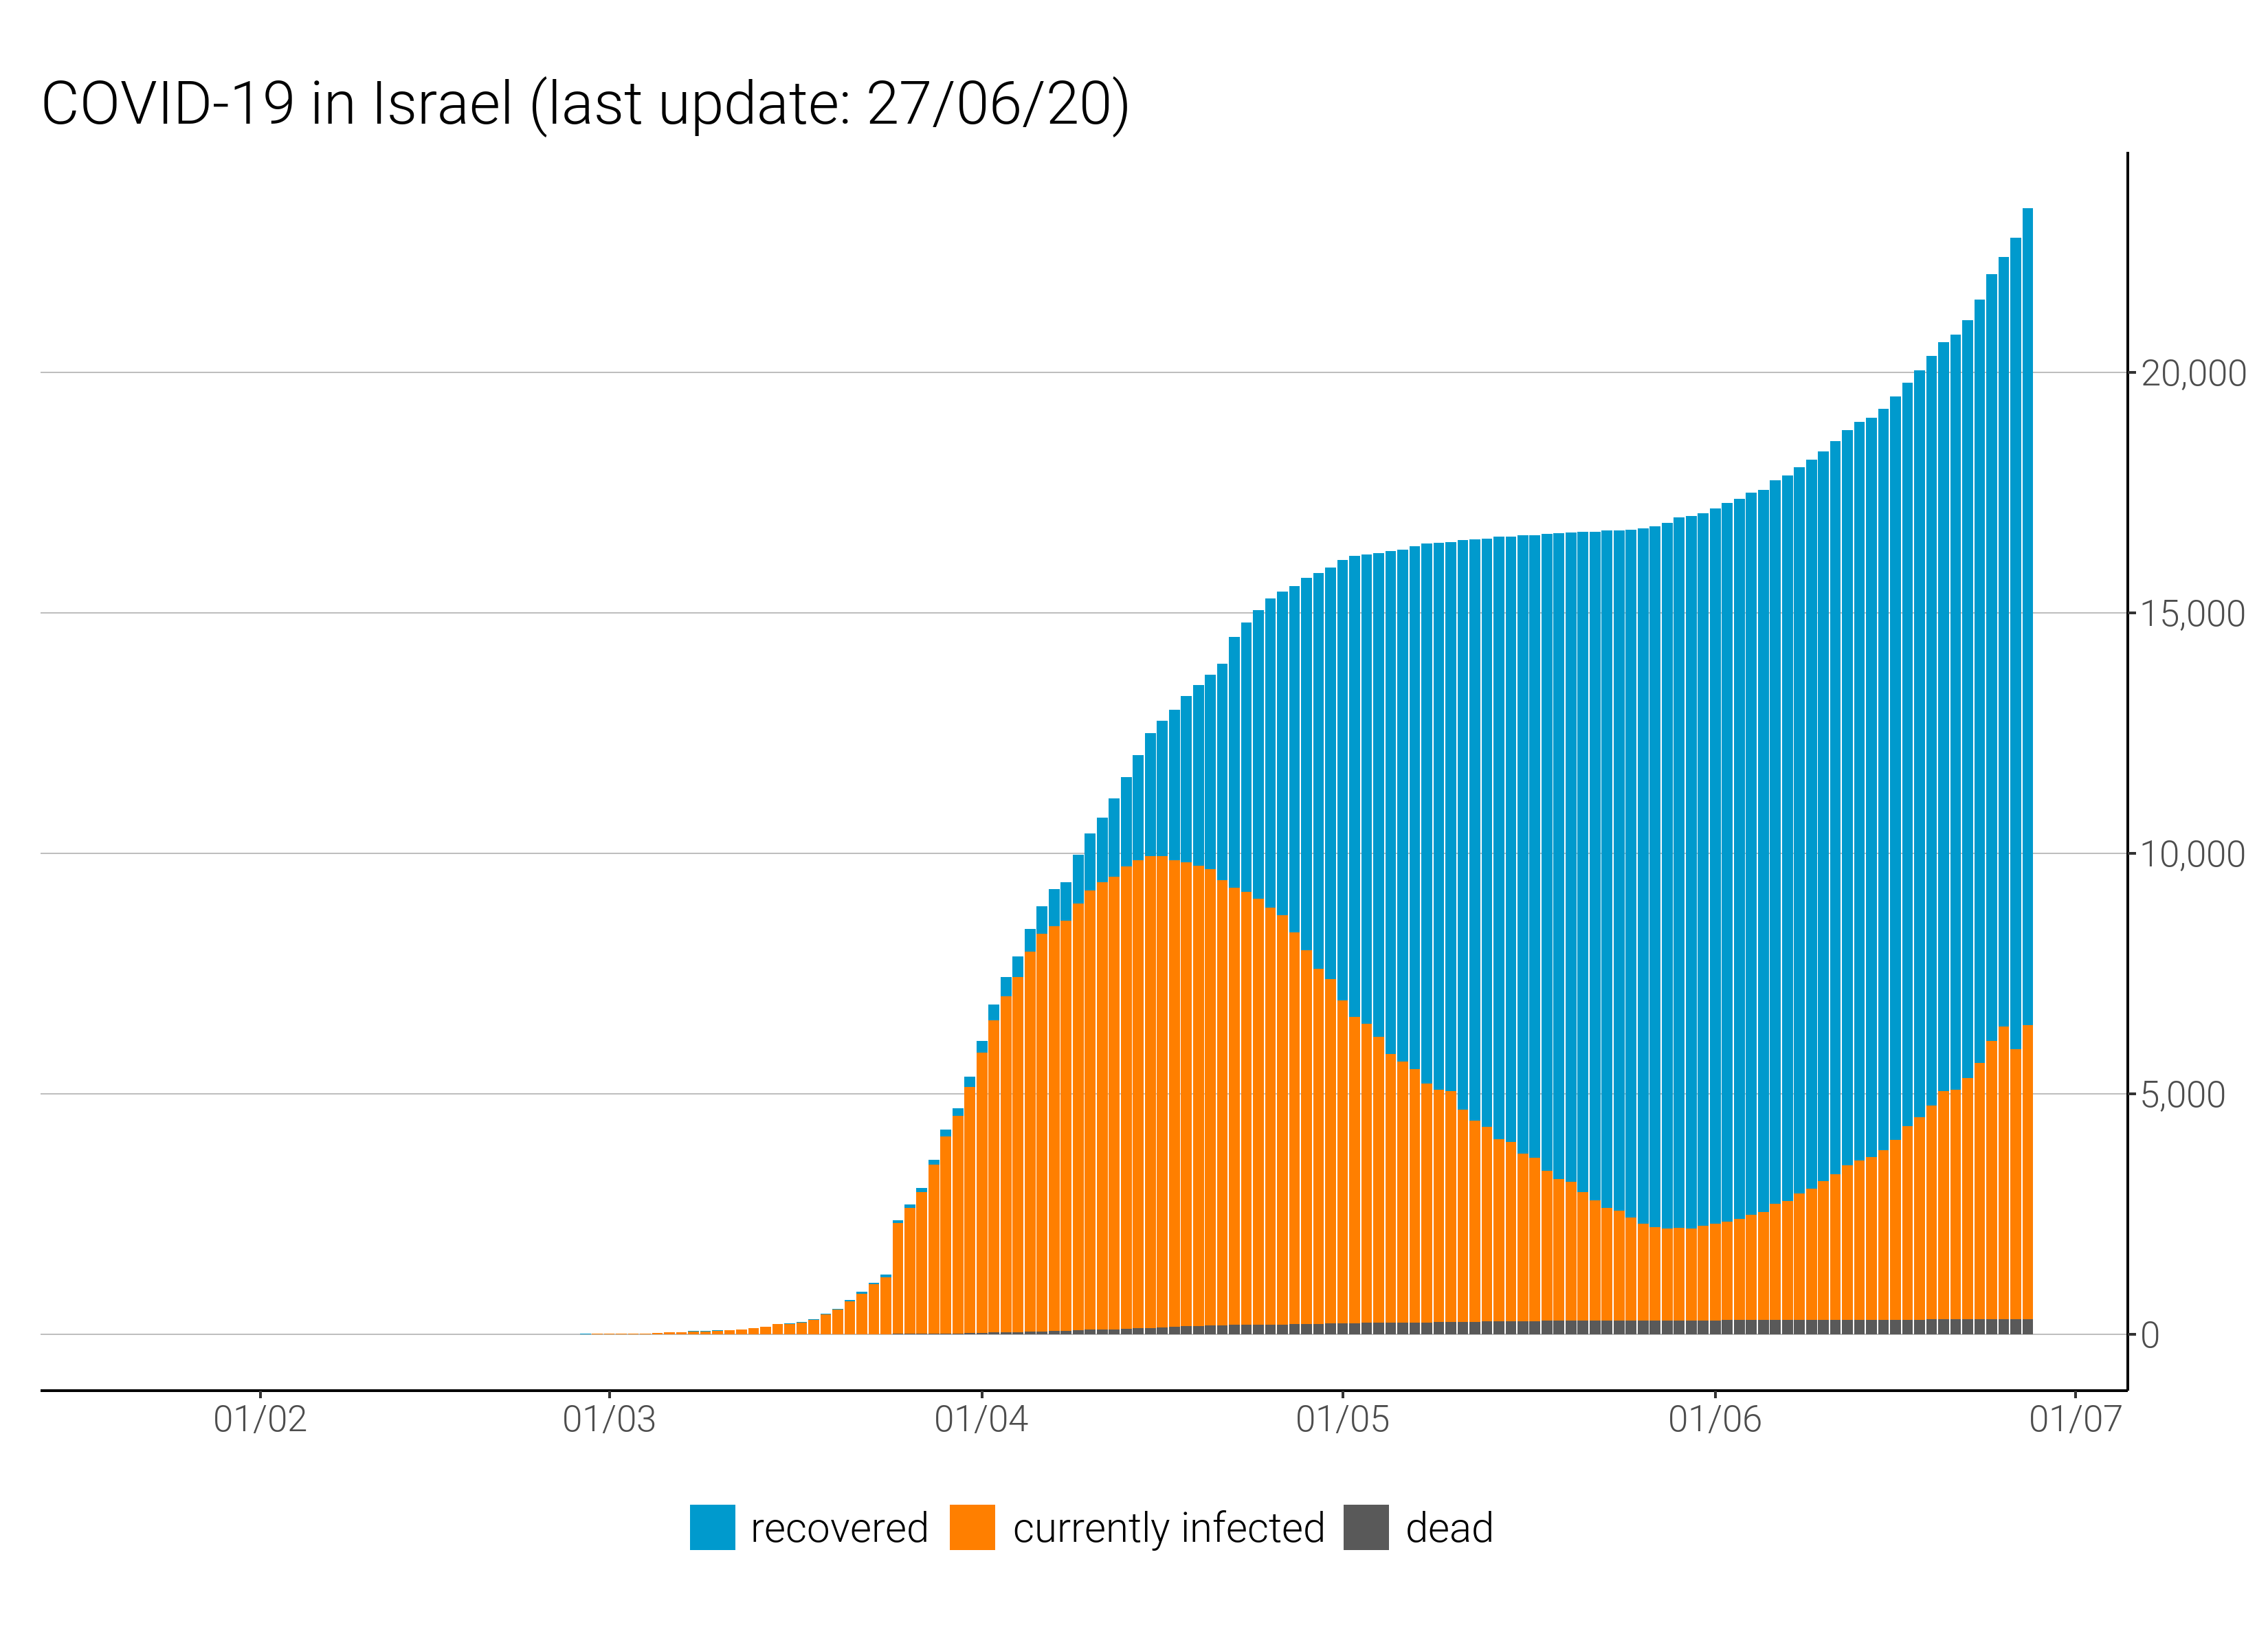 COVID-19 in Israel (last update: 27/06/20)
20,000
15,000
10,000
5,000
0
01/02 01/03 01/04 01/05 01/06 01/07
recovered currently infected dead